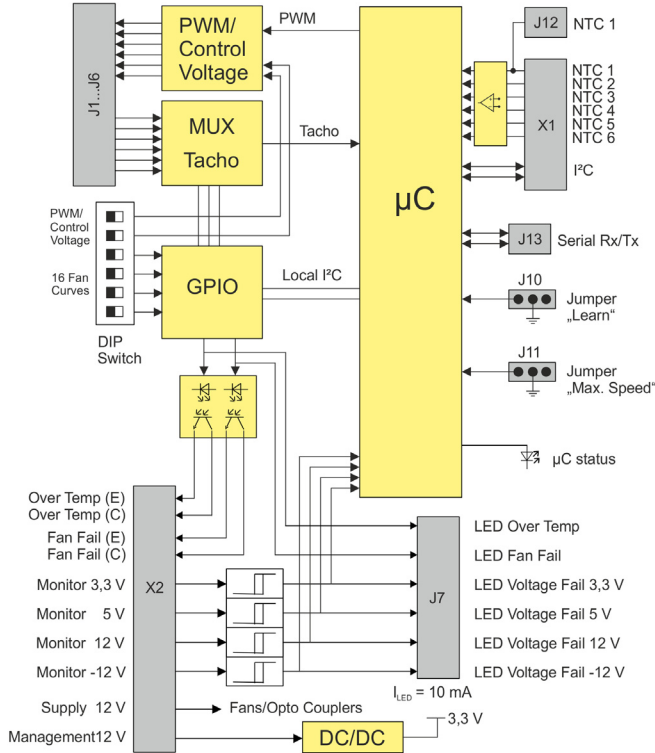 J1...J6
PWM/
Control
Voltage
PWM
J12
NTC 1
X1
NTC 1
NTC 2
NTC 3
NTC 4
NTC 5
NTC 6
I²C
MUX
Tacho
Tacho
µC
PWM/
Control
Voltage
16 Fan
Curves
DIP
Switch
GPIO
Local I²C
J13
Serial Rx/Tx
J10
Jumper
„Learn“
J11
Jumper
„Max. Speed“
µC status
Over Temp (E)
Over Temp (C)
Fan Fail (E)
Fan Fail (C)
Monitor 3,3 V
Monitor 5 V
Monitor 12 V
Monitor -12 V
Supply 12 V
Management12 V
X2
Fans/Opto Couplers
DC/DC
3,3 V
J7
LED Over Temp
LED Fan Fail
LED Voltage Fail 3,3 V
LED Voltage Fail 5 V
LED Voltage Fail 12 V
LED Voltage Fail -12 V
I_LED = 10 mA